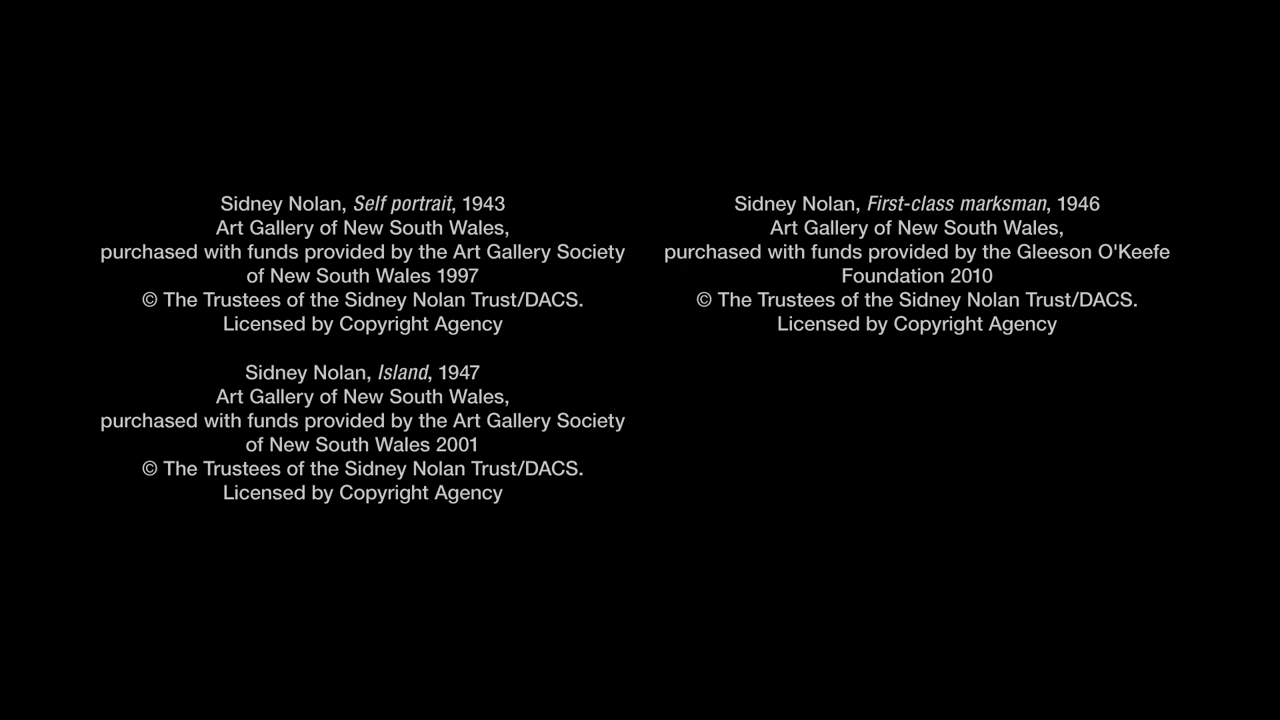 Sidney Nolan, Self portrait, 1943
Art Gallery of New South Wales,
purchased with funds provided by the Art Gallery Society
of New South Wales 1997
© The Trustees of the Sidney Nolan Trust/DACS.
Licensed by Copyright Agency
Sidney Nolan, Island, 1947
Art Gallery of New South Wales,
purchased with funds provided by the Art Gallery Society
of New South Wales 2001
© The Trustees of the Sidney Nolan Trust/DACS.
Licensed by Copyright Agency
Sidney Nolan, First-class marksman, 1946
Art Gallery of New South Wales,
purchased with funds provided by the Gleeson O'Keefe
Foundation 2010
© The Trustees of the Sidney Nolan Trust/DACS.
Licensed by Copyright Agency